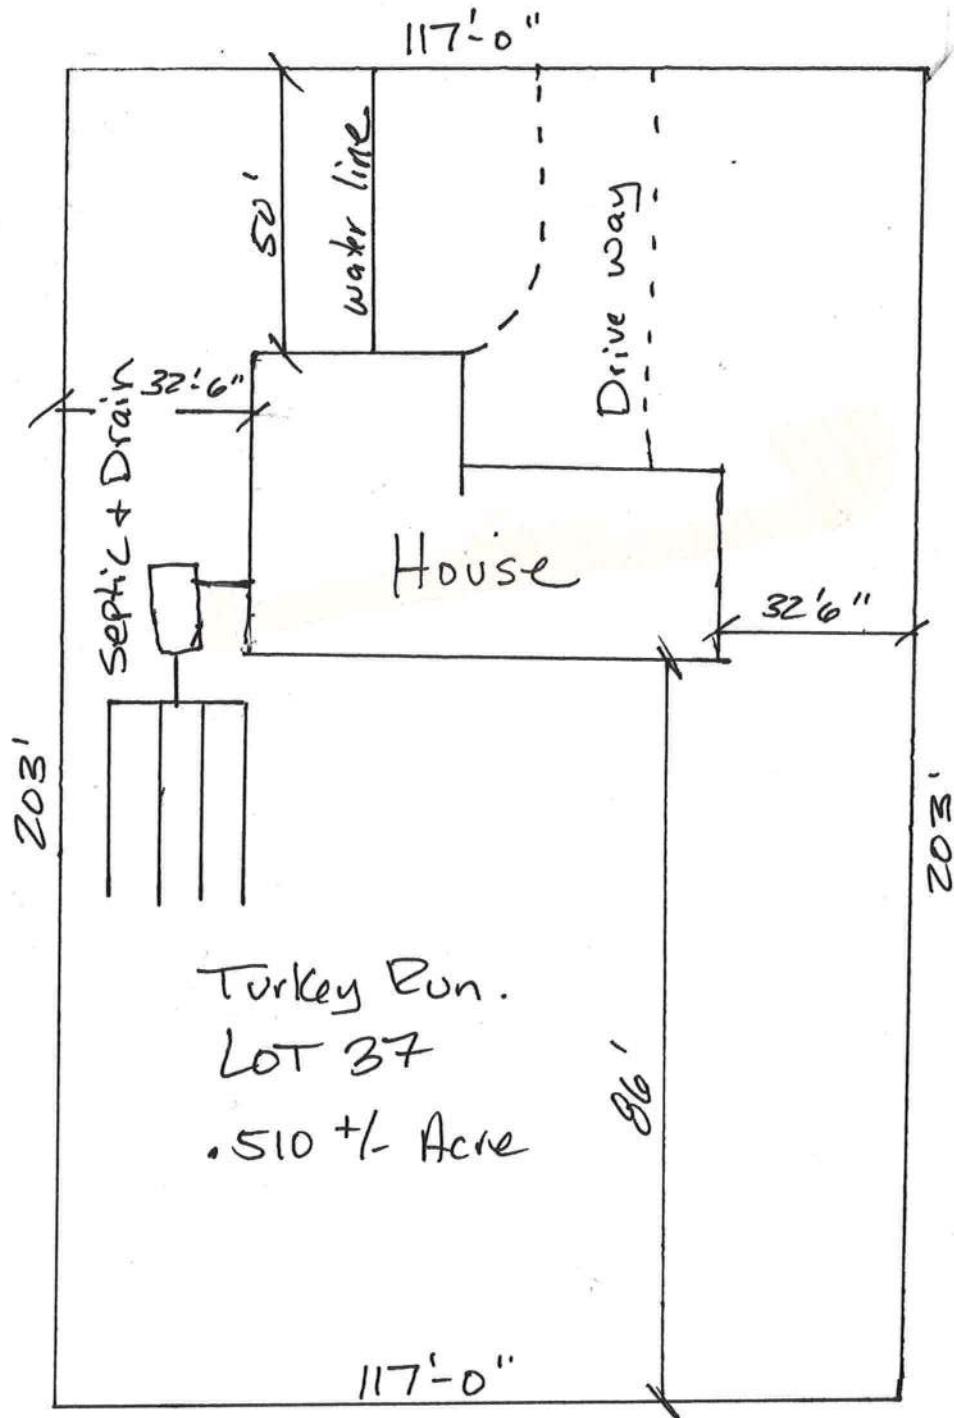 117'-0"
50'
water line
Drive way
32'-6"
Septic + Drain
House
32'6"
203'
203'
Turkey Run.
LOT 37
.510 +/- Acre
86'
117'-0"